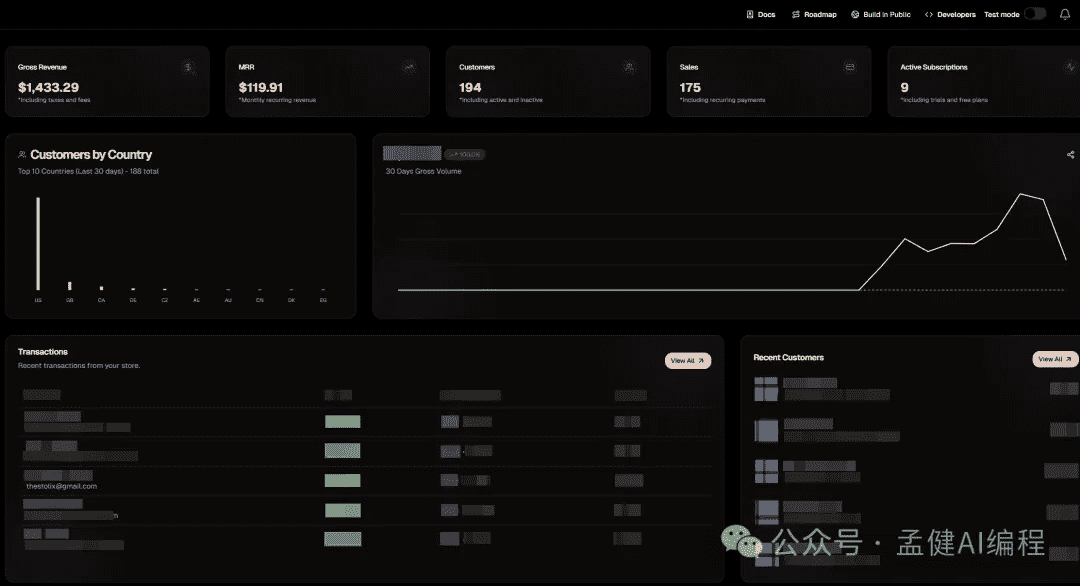 Docs Roadmap Build in Public Developers Test mode
Gross Revenue
$1,433.29
*Including taxes and fees
MRR
$119.91
*Monthly recurring revenue
Customers
194
*Including active and inactive
Sales
175
*Including recurring payments
Active Subscriptions
9
*Including trials and free plans
Customers by Country
Top 10 Countries (Last 30 days) - 188 total
US GB CA DE CZ AE AU CN DK EG
30 Days Gross Volume
Transactions
Recent transactions from your store.
View All
thestolix@gmail.com
Recent Customers
View All
公众号 · 孟健AI编程